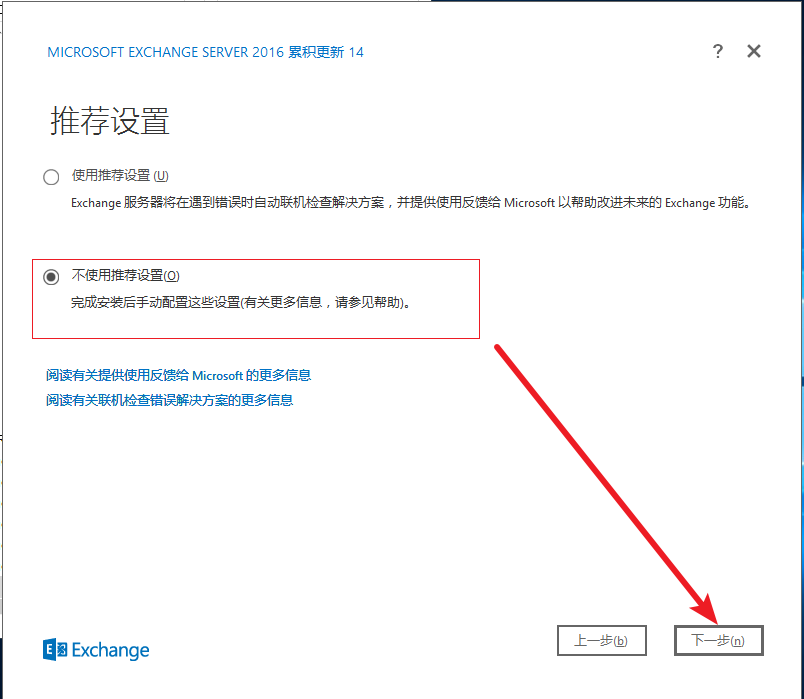 MICROSOFT EXCHANGE SERVER 2016 累积更新 14
?
推荐设置
使用推荐设置 (U)
Exchange 服务器将在遇到错误时自动联机检查解决方案，并提供使用反馈给 Microsoft 以帮助改进未来的 Exchange 功能。
不使用推荐设置(O)
完成安装后手动配置这些设置(有关更多信息，请参见帮助)。
阅读有关提供使用反馈给 Microsoft 的更多信息
阅读有关联机检查错误解决方案的更多信息
上一步(b)
下一步(n)
Exchange